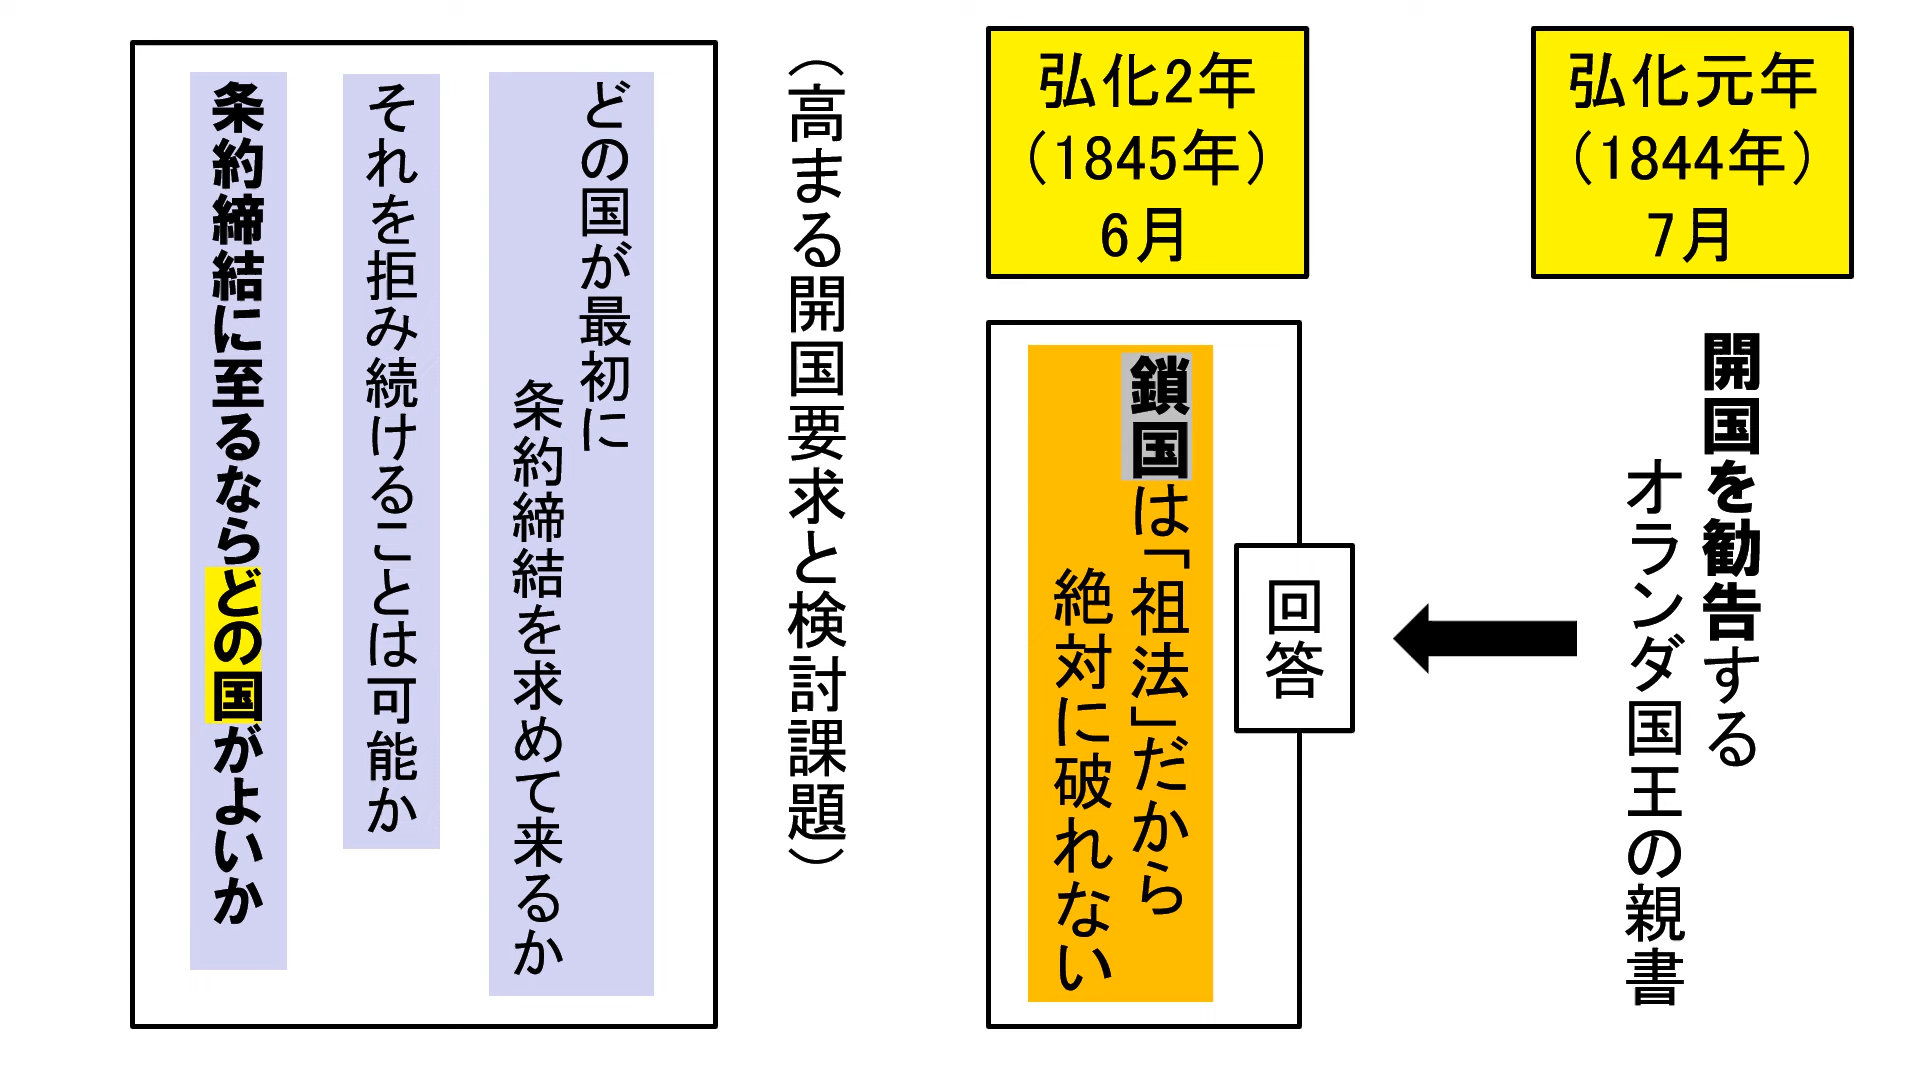 弘化元年
（1844年）
7月
開国を勧告する
オランダ国王の親書
弘化2年
（1845年）
6月
回答
鎖国は「祖法」だから
絶対に破れない
（高まる開国要求と検討課題）
どの国が最初に
条約締結を求めて来るか
それを拒み続けることは可能か
条約締結に至るならどの国がよいか